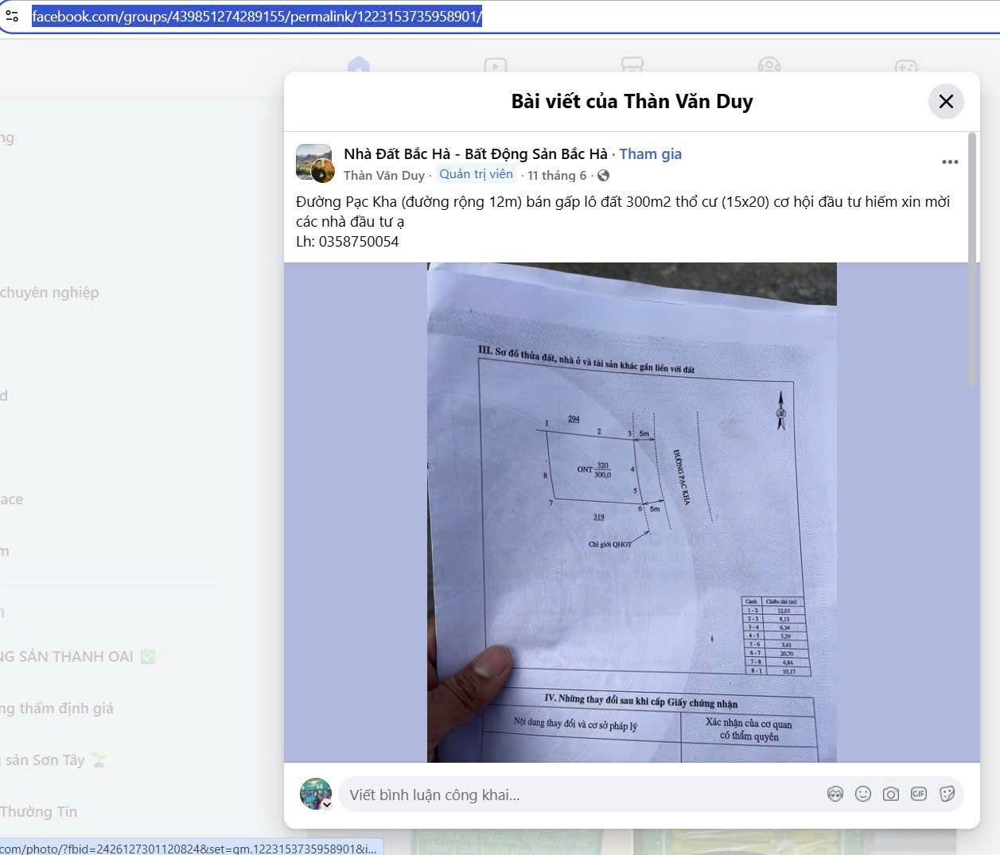 facebook.com/groups/439851274289155/permalink/1223153735958901/
Bài viết của Thàn Văn Duy
ng
Nhà Đất Bắc Hà - Bất Động Sản Bắc Hà · Tham gia
Thàn Văn Duy · Quản trị viên · 11 tháng 6 ·
Đường Pạc Kha (đường rộng 12m) bán gấp lô đất 300m2 thổ cư (15x20) cơ hội đầu tư hiếm xin mời
các nhà đầu tư ạ
Lh: 0358750054
chuyên nghiệp
d
ace
m
n
NG SẢN THANH OAI
ng thẩm định giá
sản Sơn Tây
Thường Tín
III. Sơ đồ thửa đất, nhà ở và tài sản khác gắn liền với đất
1 294 2 3 5m
ONT 320
300,0
4
8
5
7
6 5m
319
ĐƯỜNG PẠC KHA
Chỉ giới QHGT
Cạnh Chiều dài (m)
1 - 2 12,03
2 - 3 8,13
3 - 4 6,34
4 - 5 5,29
5 - 6 3,41
6 - 7 20,70
7 - 8 4,84
8 - 1 10,17
IV. Những thay đổi sau khi cấp Giấy chứng nhận
Nội dung thay đổi và cơ sở pháp lý
Xác nhận của cơ quan
có thẩm quyền
Viết bình luận công khai...
GIF
com/photo/?fbid=2426127301120824&set=gm.1223153735958901&i...